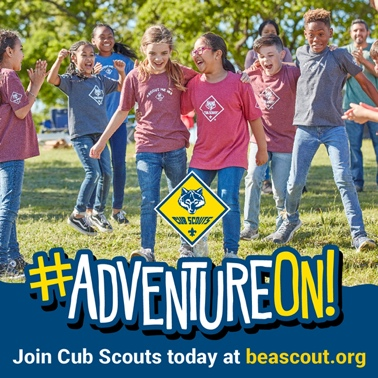 CUB SCOUTS
#ADVENTUREON!
Join Cub Scouts today at beascout.org